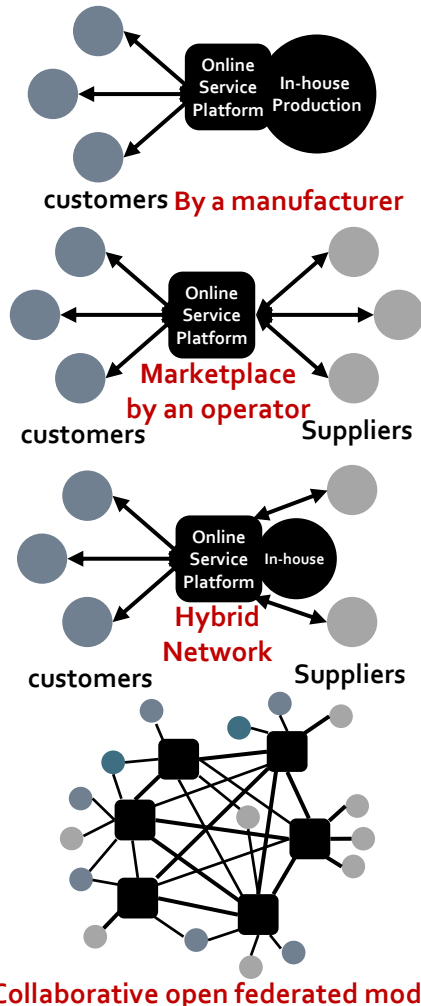 Online
Service
Platform
In-house
Production
customers
By a manufacturer
Online
Service
Platform
Marketplace
by an operator
customers
Suppliers
Online
Service
Platform
In-house
Hybrid
Network
customers
Suppliers
Collaborative open federated mod